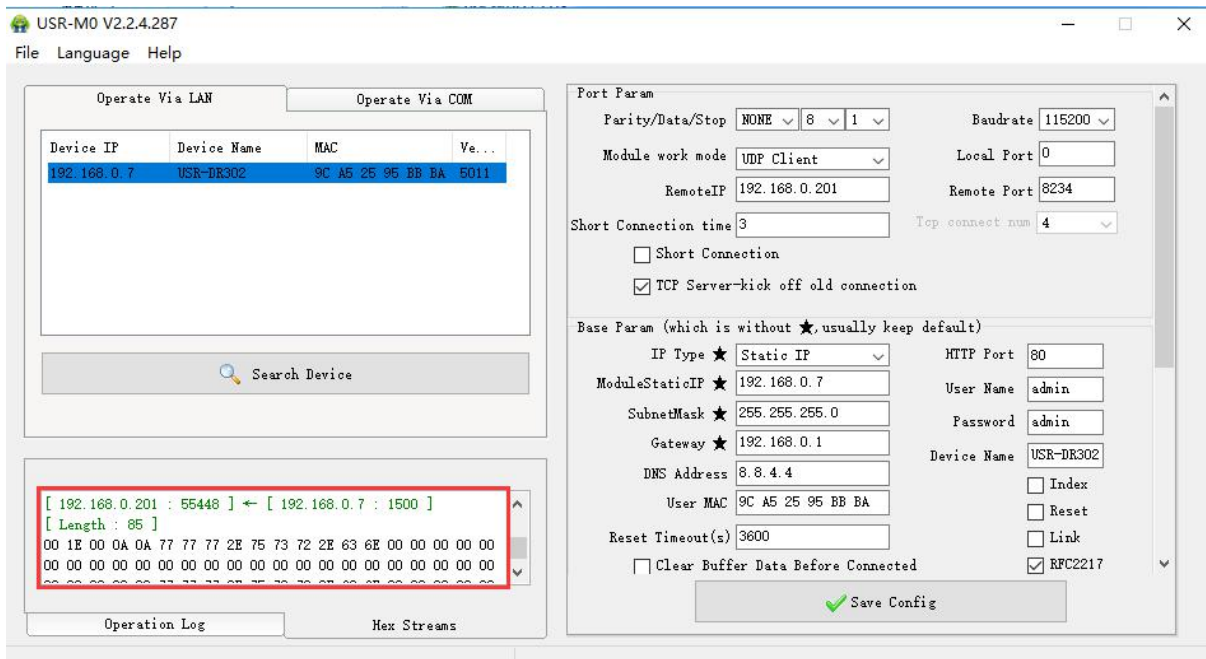 USR-M0 V2.2.4.287
File Language Help
Operate Via LAN
Operate Via COM
Device IP Device Name MAC Ve...
192.168.0.7 USR-DR302 9C A5 25 95 BB BA 5011
Search Device
[ 192.168.0.201 : 55448 ] ← [ 192.168.0.7 : 1500 ]
[ Length : 85 ]
00 1E 00 0A 0A 77 77 77 2E 75 73 72 2E 63 6E 00 00 00 00 00
00 00 00 00 00 00 00 00 00 00 00 00 00 00 00 00 00 00 00 00
Operation Log
Hex Streams
Port Param
Parity/Data/Stop NONE 8 1 Baudrate 115200
Module work mode UDP Client Local Port 0
RemoteIP 192.168.0.201 Remote Port 8234
Short Connection time 3 Tcp connect num 4
Short Connection
TCP Server-kick off old connection
Base Param (which is without ★,usually keep default)
IP Type ★ Static IP HTTP Port 80
ModuleStaticIP ★ 192.168.0.7 User Name admin
SubnetMask ★ 255.255.255.0 Password admin
Gateway ★ 192.168.0.1 Device Name USR-DR302
DNS Address 8.8.4.4 Index
User MAC 9C A5 25 95 BB BA Reset
Reset Timeout(s) 3600 Link
Clear Buffer Data Before Connected RFC2217
Save Config